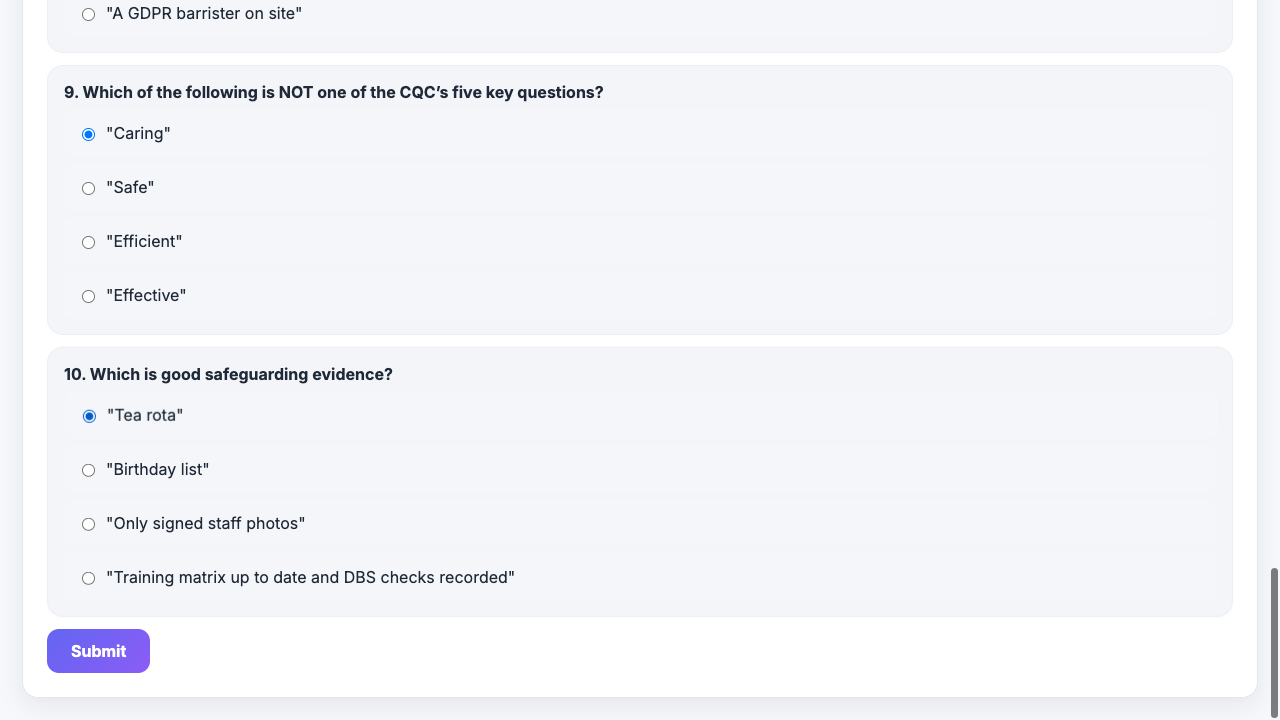 "A GDPR barrister on site"
9. Which of the following is NOT one of the CQC’s five key questions?
"Caring"
"Safe"
"Efficient"
"Effective"
10. Which is good safeguarding evidence?
"Tea rota"
"Birthday list"
"Only signed staff photos"
"Training matrix up to date and DBS checks recorded"
Submit